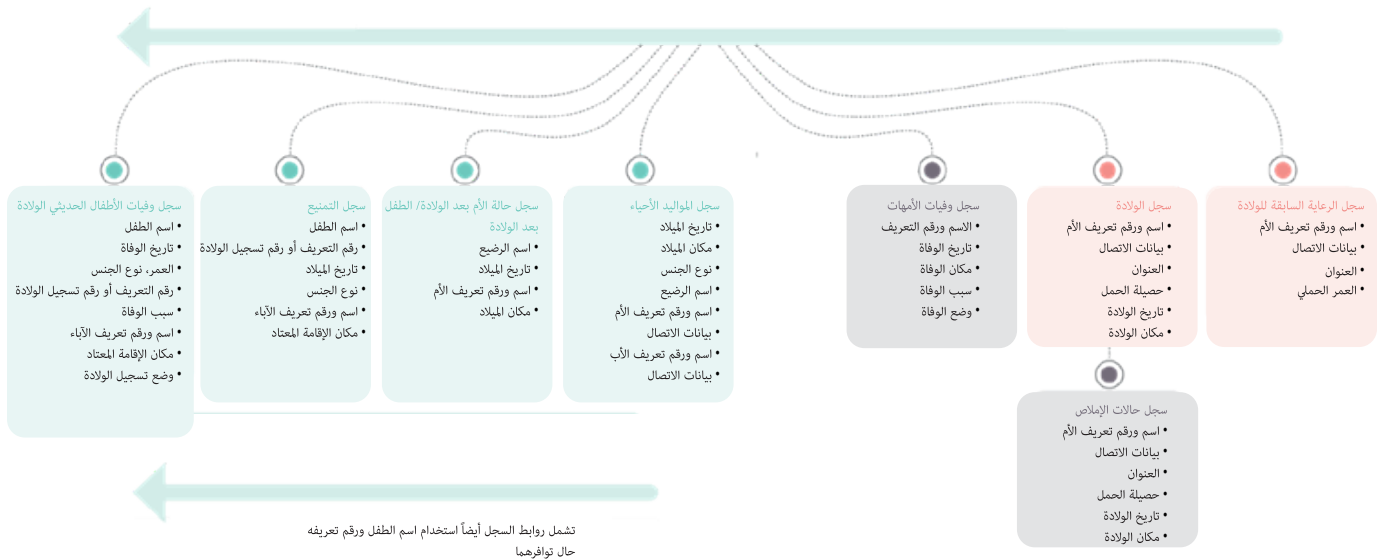 سجل الرعاية السابقة للولادة
• اسم ورقم تعريف الأم
• بيانات الاتصال
• العنوان
• العمر الحملي
سجل الولادة
• اسم ورقم تعريف الأم
• بيانات الاتصال
• العنوان
• حصيلة الحمل
• تاريخ الولادة
• مكان الولادة
سجل حالات الإملاص
• اسم ورقم تعريف الأم
• بيانات الاتصال
• العنوان
• حصيلة الحمل
• تاريخ الولادة
• مكان الولادة
سجل وفيات الأمهات
• الاسم ورقم التعريف
• تاريخ الوفاة
• مكان الوفاة
• سبب الوفاة
• وضع الوفاة
سجل المواليد الأحياء
• تاريخ الميلاد
• مكان الميلاد
• نوع الجنس
• اسم الرضيع
• اسم ورقم تعريف الأم
• بيانات الاتصال
• اسم ورقم تعريف الأب
• بيانات الاتصال
سجل حالة الأم بعد الولادة/ الطفل
بعد الولادة
• اسم الرضيع
• تاريخ الميلاد
• اسم ورقم تعريف الأم
• مكان الميلاد
سجل التمنيع
• اسم الطفل
• رقم التعريف أو رقم تسجيل الولادة
• تاريخ الميلاد
• نوع الجنس
• اسم ورقم تعريف الآباء
• مكان الإقامة المعتاد
سجل وفيات الأطفال الحديثي الولادة
• اسم الطفل
• تاريخ الوفاة
• العمر، نوع الجنس
• رقم التعريف أو رقم تسجيل الولادة
• سبب الوفاة
• اسم ورقم تعريف الآباء
• مكان الإقامة المعتاد
• وضع تسجيل الولادة
تشمل روابط السجل أيضاً استخدام اسم الطفل ورقم تعريفه
حال توافرهما